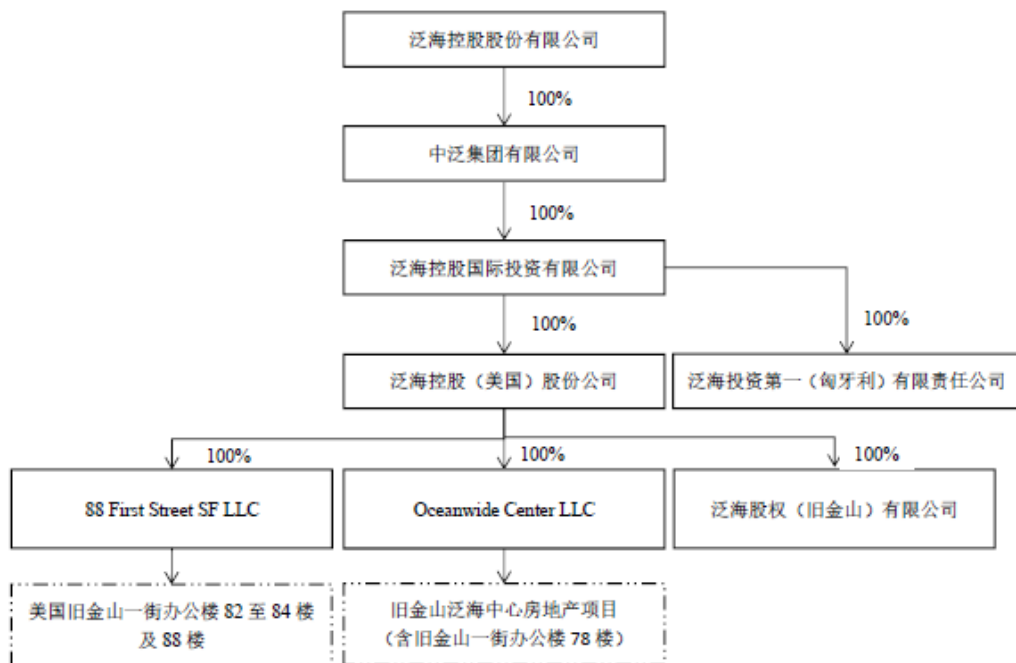 泛海控股股份有限公司
100%
中泛集团有限公司
100%
泛海控股国际投资有限公司
100%
100%
泛海控股（美国）股份公司
泛海投资第一（匈牙利）有限责任公司
100%
100%
100%
88 First Street SF LLC
Oceanwide Center LLC
泛海股权（旧金山）有限公司
美国旧金山一街办公楼 82 至 84 楼
及 88 楼
旧金山泛海中心房地产项目
（含旧金山一街办公楼 78 楼）